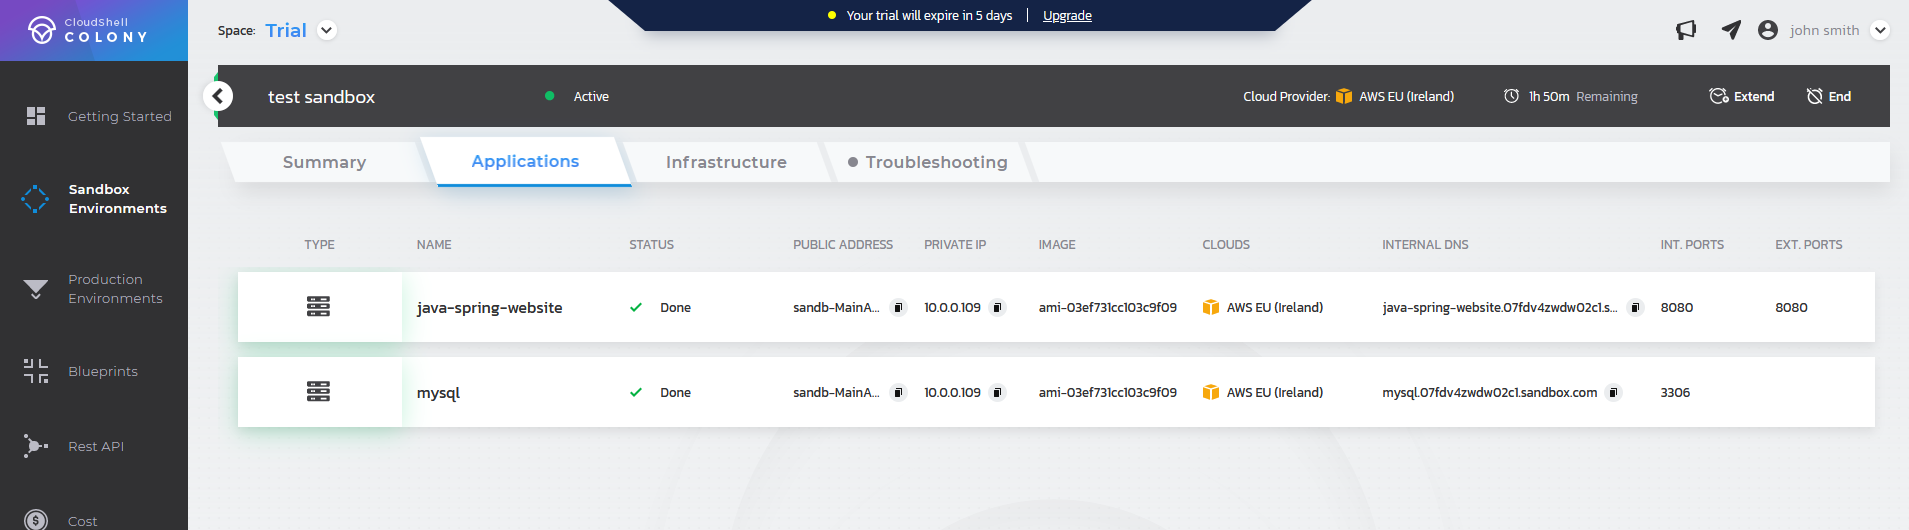 CloudShell
COLONY
Space: Trial
Your trial will expire in 5 days | Upgrade
john smith
Getting Started
Sandbox
Environments
Production
Environments
Blueprints
Rest API
Cost
test sandbox
Active
Cloud Provider: AWS EU (Ireland)
1h 50m Remaining
Extend
End
Summary
Applications
Infrastructure
Troubleshooting
TYPE NAME STATUS PUBLIC ADDRESS PRIVATE IP IMAGE CLOUDS INTERNAL DNS INT. PORTS EXT. PORTS
java-spring-website Done sandb-MainA... 10.0.0.109 ami-03ef731cc103c9f09 AWS EU (Ireland) java-spring-website.07fdv4zwdw02c1.s... 8080 8080
mysql Done sandb-MainA... 10.0.0.109 ami-03ef731cc103c9f09 AWS EU (Ireland) mysql.07fdv4zwdw02c1.sandbox.com 3306